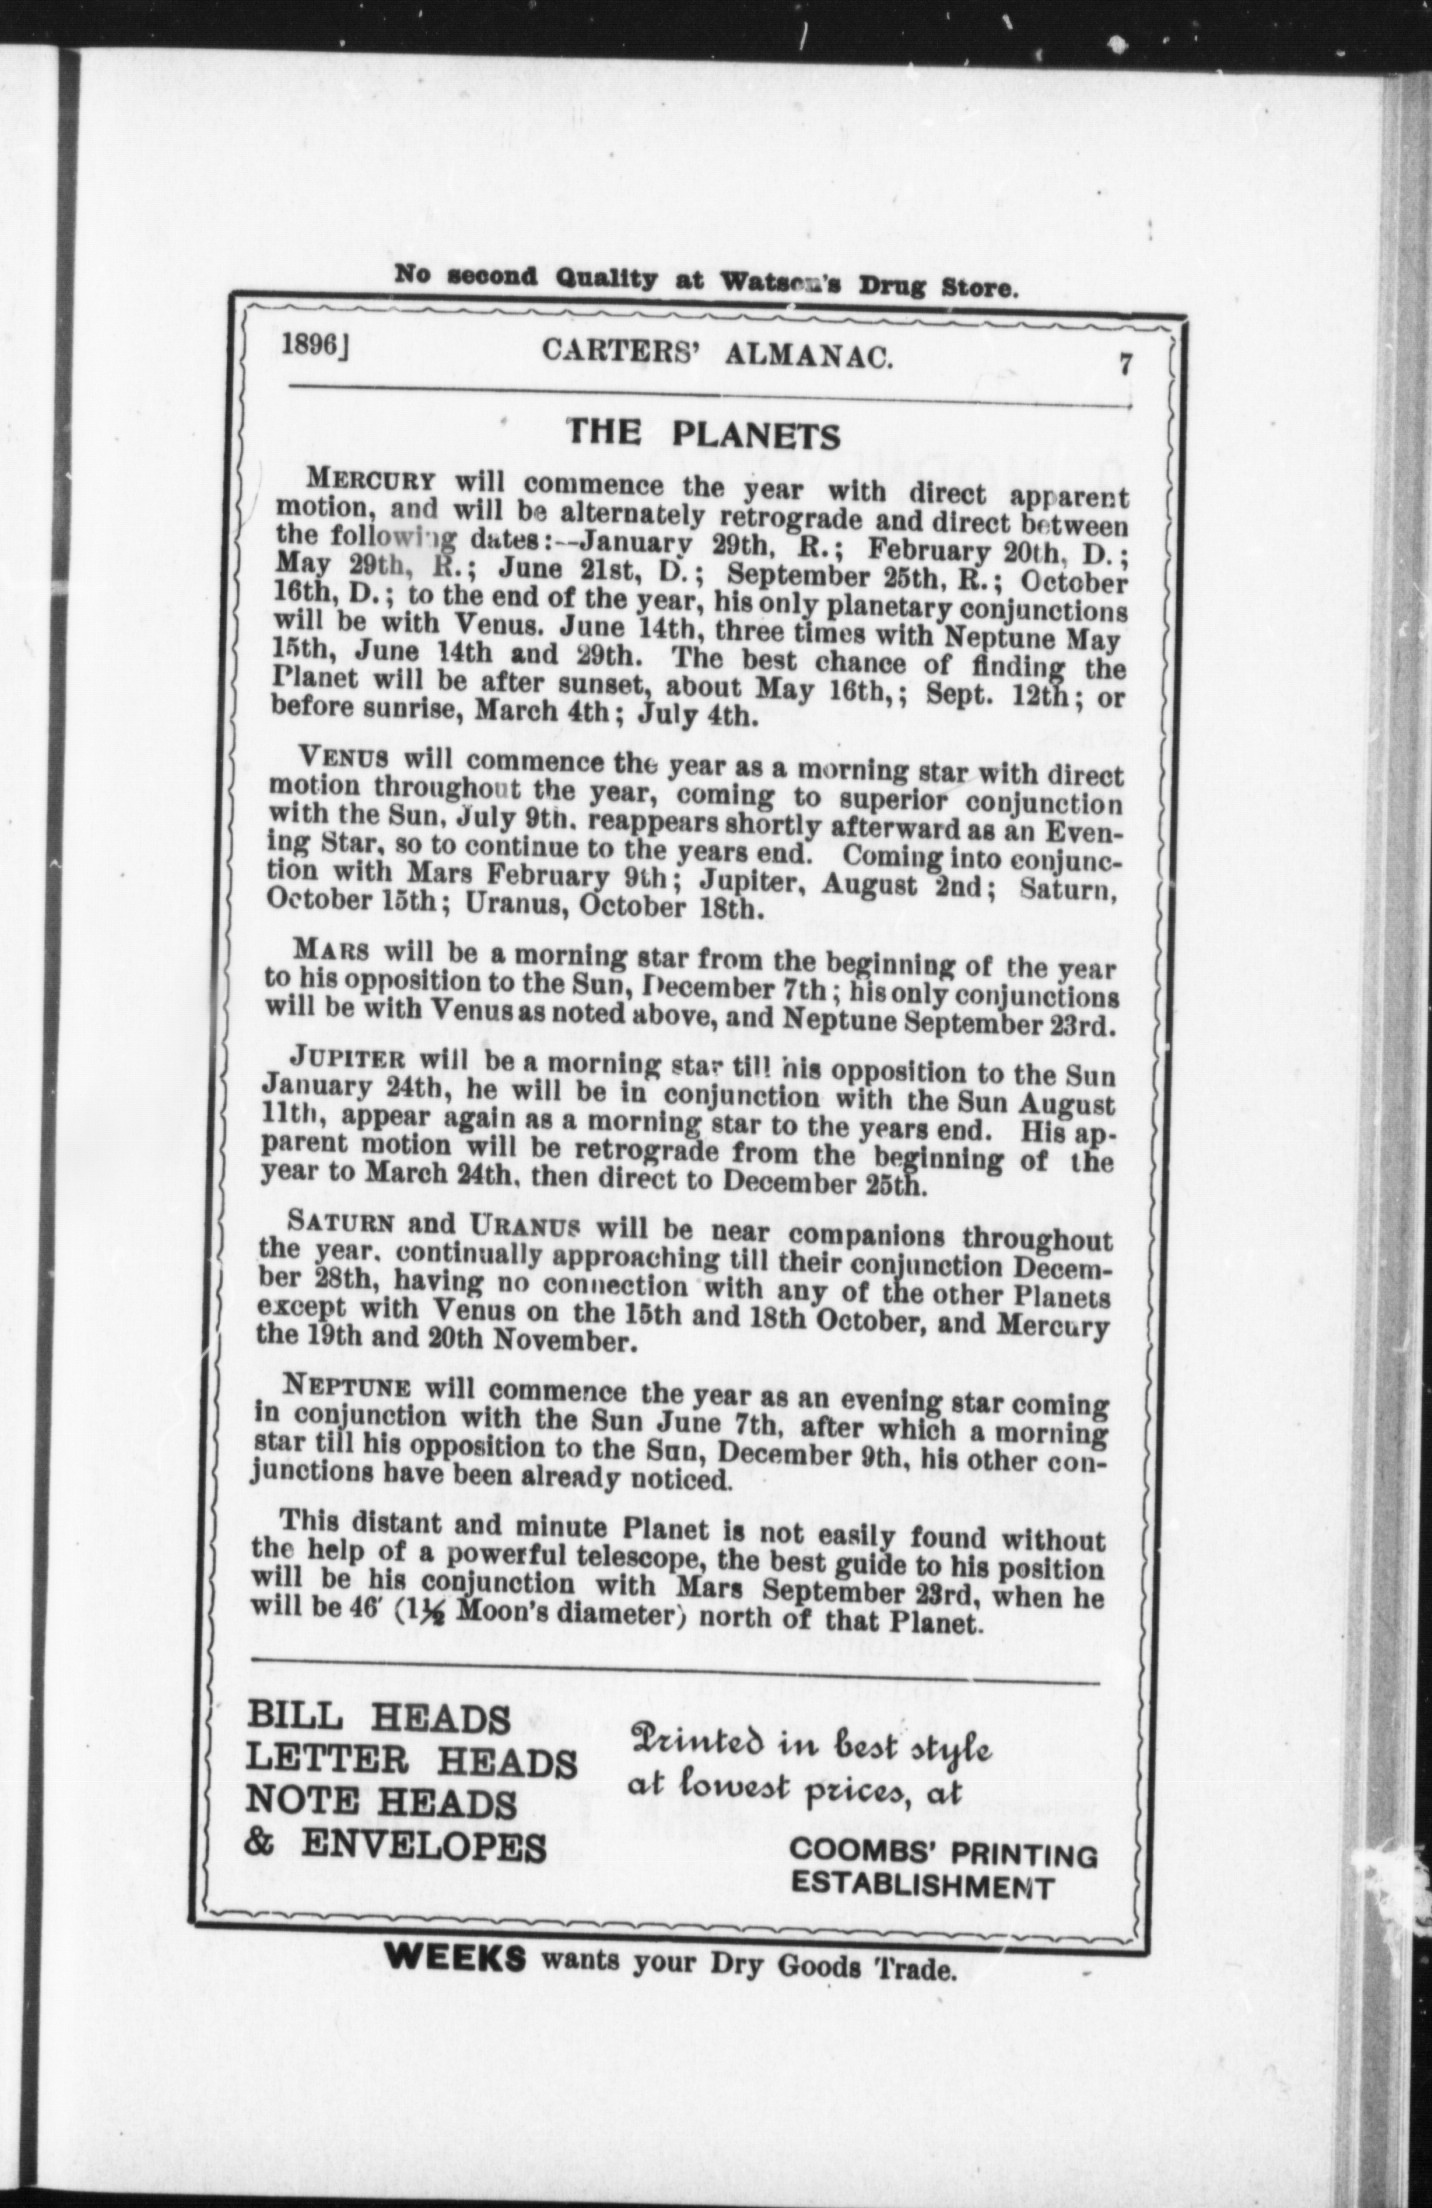 No second Quality at Watson's Drug Store.
1896] CARTERS' ALMANAC. 7
THE PLANETS
MERCURY will commence the year with direct apparent
motion, and will be alternately retrograde and direct between
the following dates:--January 29th, R.; February 20th, D.;
May 29th, R.; June 21st, D.; September 25th, R.; October
16th, D.; to the end of the year, his only planetary conjunctions
will be with Venus. June 14th, three times with Neptune May
15th, June 14th and 29th. The best chance of finding the
Planet will be after sunset, about May 16th,; Sept. 12th; or
before sunrise, March 4th; July 4th.
VENUS will commence the year as a morning star with direct
motion throughout the year, coming to superior conjunction
with the Sun, July 9th. reappears shortly afterward as an Even-
ing Star, so to continue to the years end. Coming into conjunc-
tion with Mars February 9th; Jupiter, August 2nd; Saturn,
October 15th; Uranus, October 18th.
MARS will be a morning star from the beginning of the year
to his opposition to the Sun, December 7th; his only conjunctions
will be with Venus as noted above, and Neptune September 23rd.
JUPITER will be a morning star till his opposition to the Sun
January 24th, he will be in conjunction with the Sun August
11th, appear again as a morning star to the years end. His ap-
parent motion will be retrograde from the beginning of the
year to March 24th, then direct to December 25th.
SATURN and URANUS will be near companions throughout
the year, continually approaching till their conjunction Decem-
ber 28th, having no connection with any of the other Planets
except with Venus on the 15th and 18th October, and Mercury
the 19th and 20th November.
NEPTUNE will commence the year as an evening star coming
in conjunction with the Sun June 7th, after which a morning
star till his opposition to the Sun, December 9th, his other con-
junctions have been already noticed.
This distant and minute Planet is not easily found without
the help of a powerful telescope, the best guide to his position
will be his conjunction with Mars September 23rd, when he
will be 46' (1½ Moon's diameter) north of that Planet.
BILL HEADS
LETTER HEADS
NOTE HEADS
& ENVELOPES
Printed in best style
at lowest prices, at
COOMBS' PRINTING
ESTABLISHMENT
WEEKS wants your Dry Goods Trade.